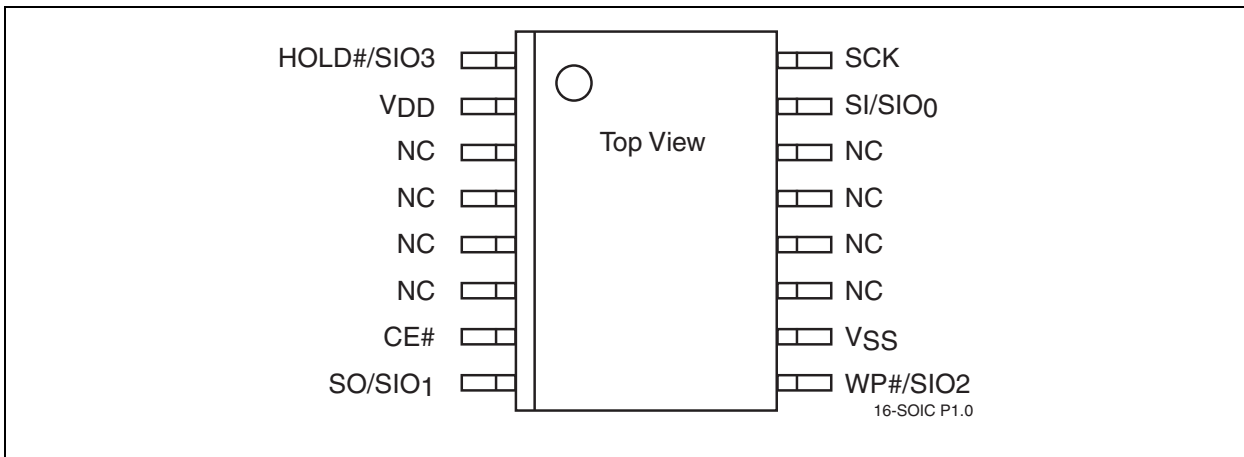 HOLD#/SIO3
VDD
NC
NC
NC
NC
CE#
SO/SIO1
Top View
SCK
SI/SIO0
NC
NC
NC
NC
VSS
WP#/SIO2
16-SOIC P1.0